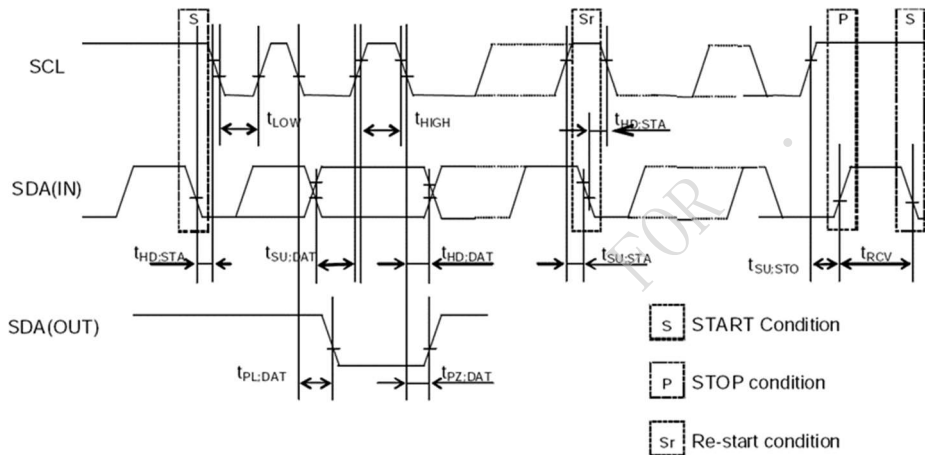 S Sr P S
SCL
tLOW tHIGH tHD;STA
SDA(IN)
tHD;STA tSU;DAT tHD;DAT tSU;STA tSU;STO tRCV
SDA(OUT)
S START Condition
tPL;DAT tPZ;DAT
P STOP condition
Sr Re-start condition
FOR